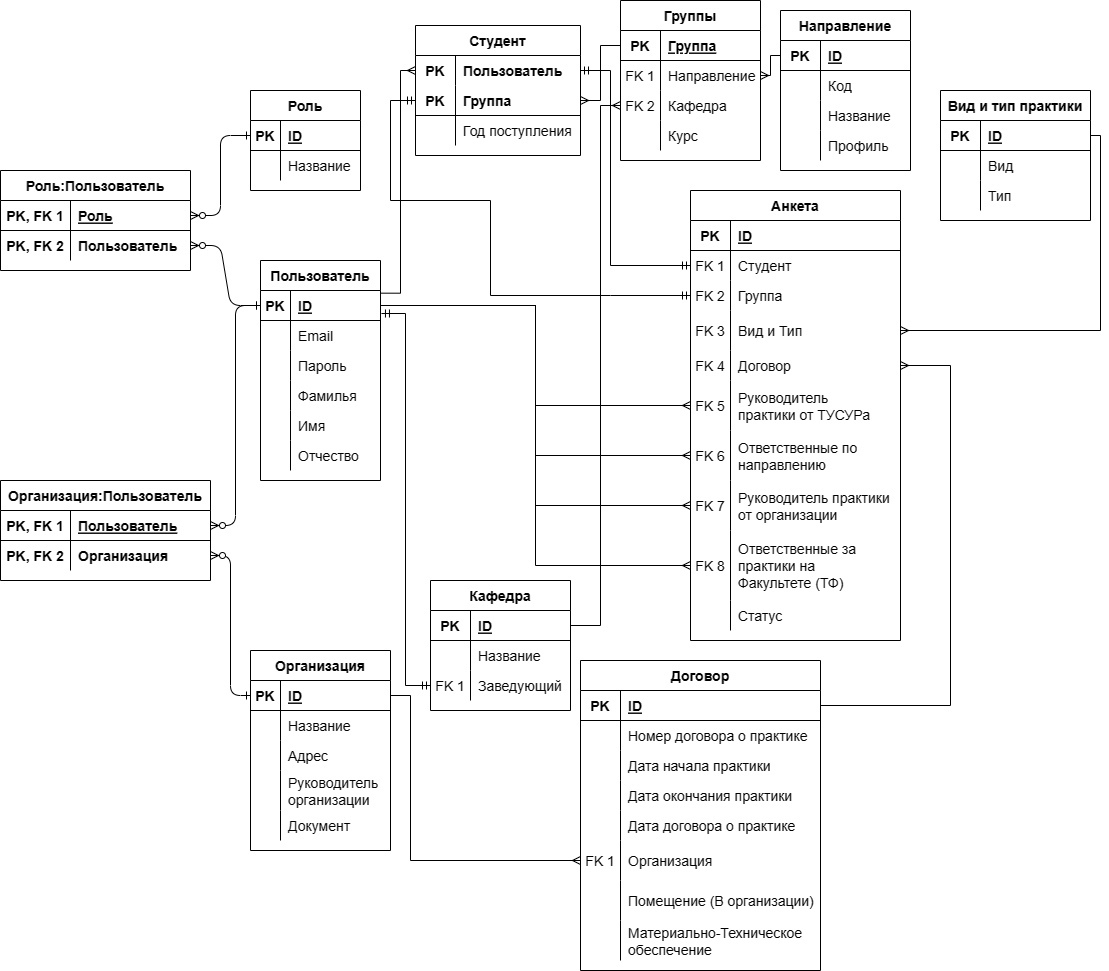 Студент
PK Пользователь
PK Группа
Год поступления
Группы
PK Группа
FK 1 Направление
FK 2 Кафедра
Курс
Направление
PK ID
Код
Название
Профиль
Роль
PK ID
Название
Вид и тип практики
PK ID
Вид
Тип
Роль:Пользователь
PK, FK 1 Роль
PK, FK 2 Пользователь
Анкета
PK ID
FK 1 Студент
FK 2 Группа
FK 3 Вид и Тип
FK 4 Договор
FK 5 Руководитель
практики от ТУСУРа
FK 6 Ответственные по
направлению
FK 7 Руководитель практики
от организации
FK 8 Ответственные за
практики на
Факультете (ТФ)
Статус
Пользователь
PK ID
Email
Пароль
Фамилья
Имя
Отчество
Организация:Пользователь
PK, FK 1 Пользователь
PK, FK 2 Организация
Кафедра
PK ID
Название
FK 1 Заведующий
Организация
PK ID
Название
Адрес
Руководитель
организации
Документ
Договор
PK ID
Номер договора о практике
Дата начала практики
Дата окончания практики
Дата договора о практике
FK 1 Организация
Помещение (В организации)
Материально-Техническое
обеспечение